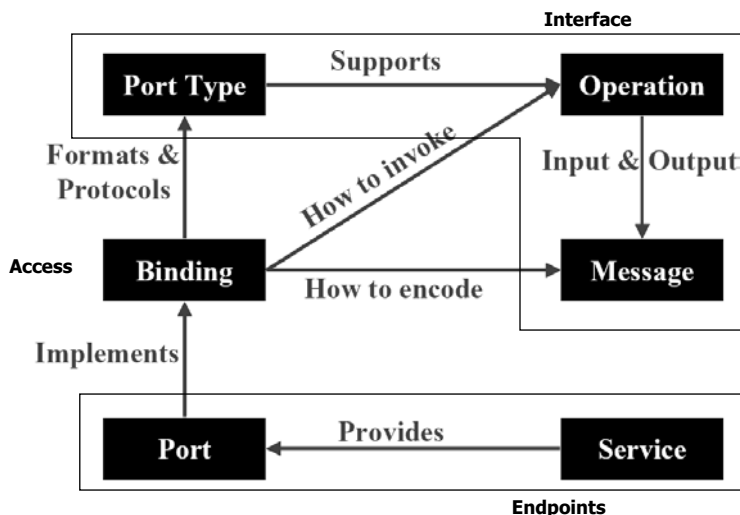 Interface
Supports
Port Type
Operation
Formats &
Protocols
How to invoke
Input & Output
Access
Binding
How to encode
Message
Implements
Port
Provides
Service
Endpoints